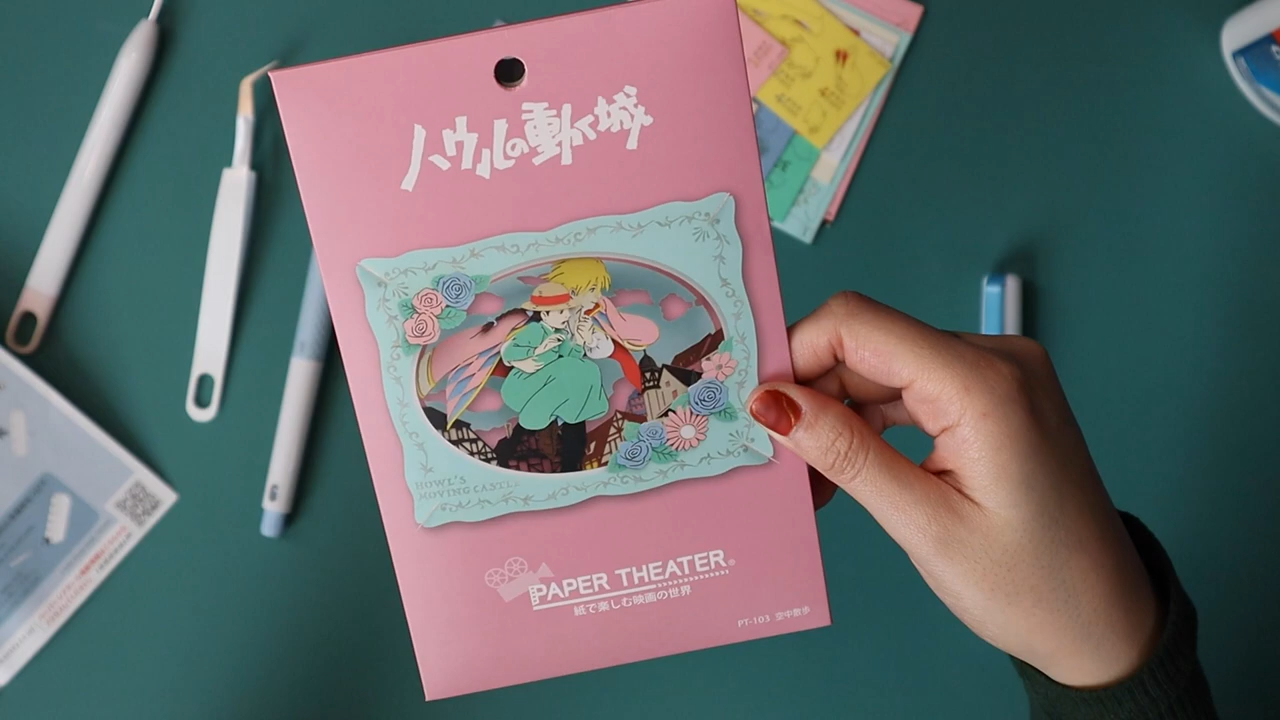 ハウルの動く城
HOWL'S
MOVING CASTLE
PAPER THEATER®
紙で楽しむ映画の世界
PT-103 空中散歩